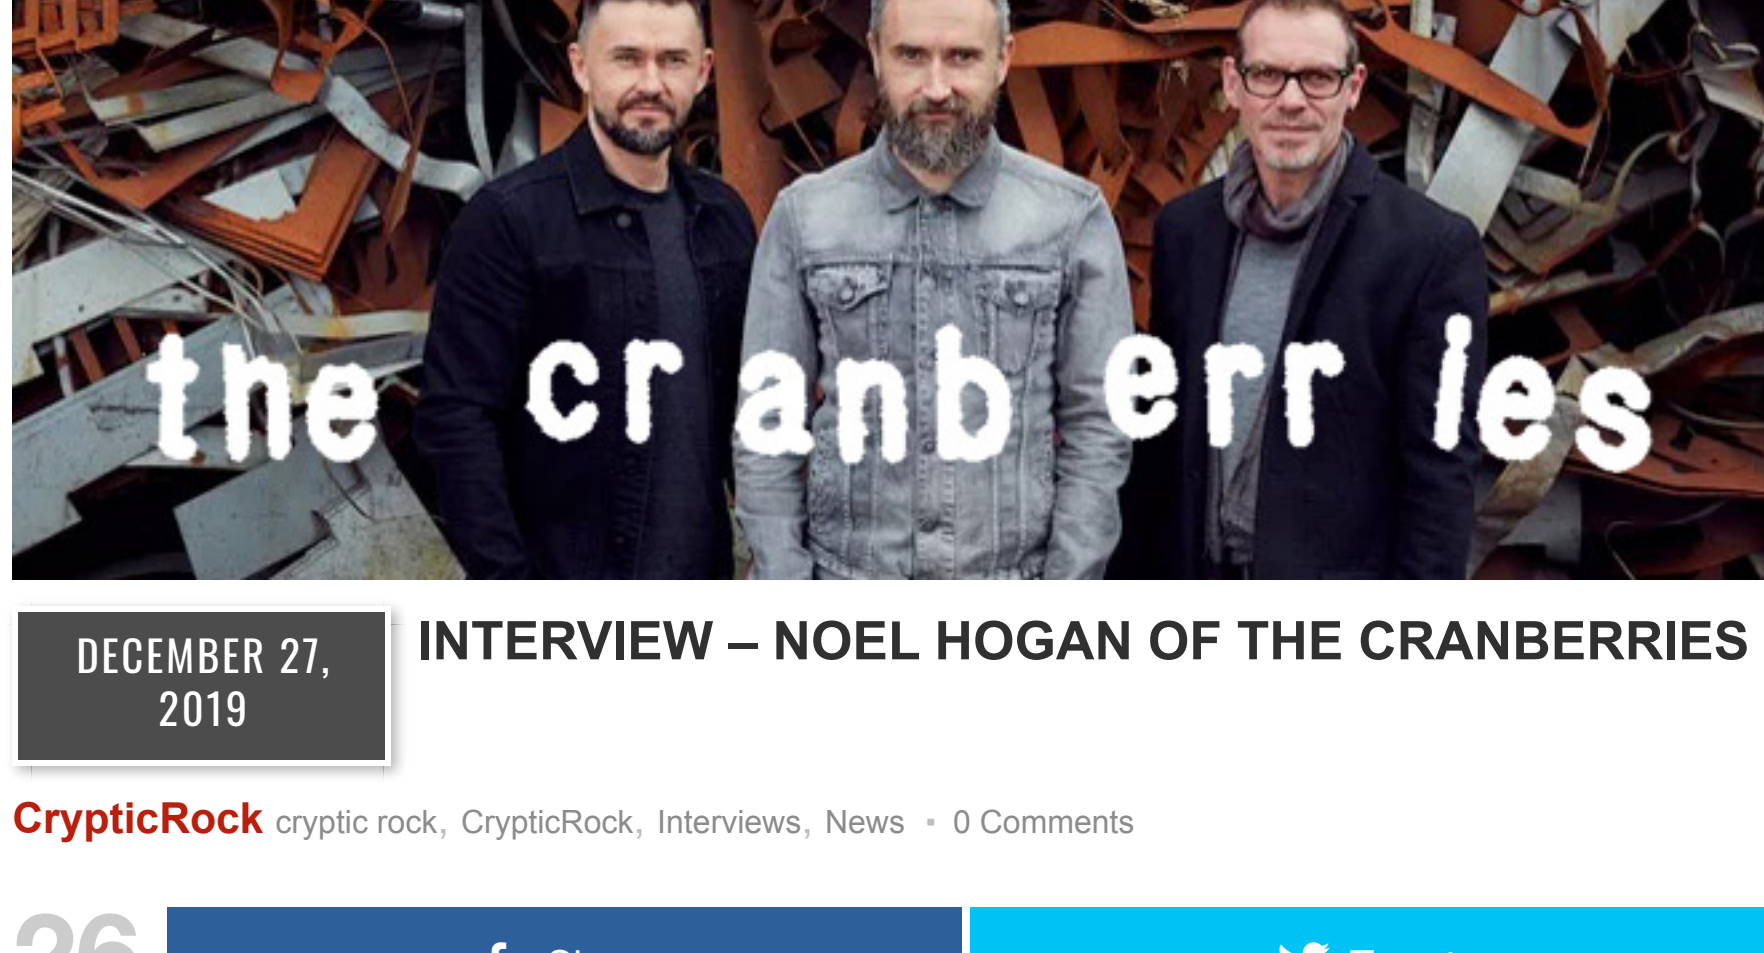 the cranberries
DECEMBER 27,
2019
INTERVIEW – NOEL HOGAN OF THE CRANBERRIES
CrypticRock cryptic rock, CrypticRock, Interviews, News ▪ 0 Comments